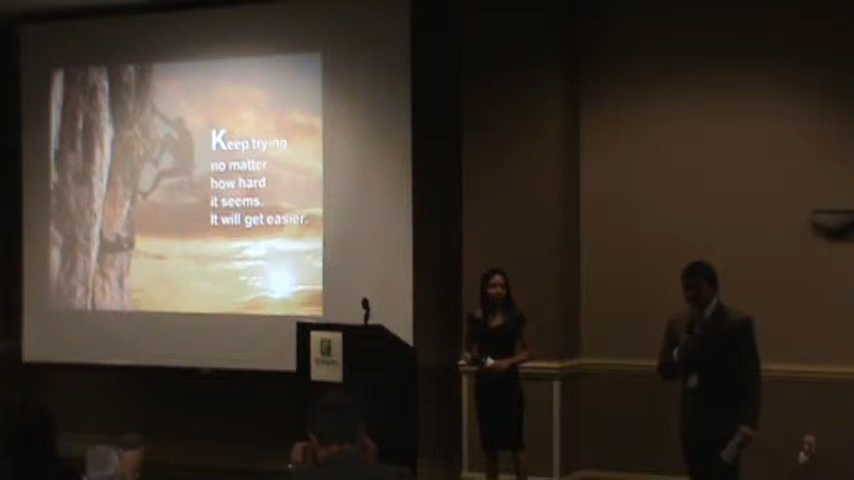 Keep trying
no matter
how hard
it seems.
It will get easier.